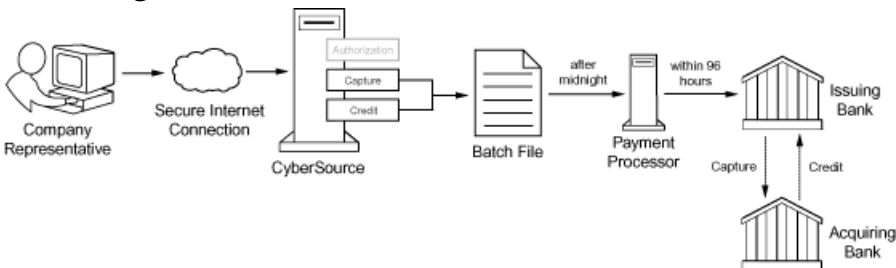 Company
Representative
Secure Internet
Connection
Authorization
Capture
Credit
CyberSource
Batch File
after
midnight
Payment
Processor
within 96
hours
Issuing
Bank
Capture
Credit
Acquiring
Bank